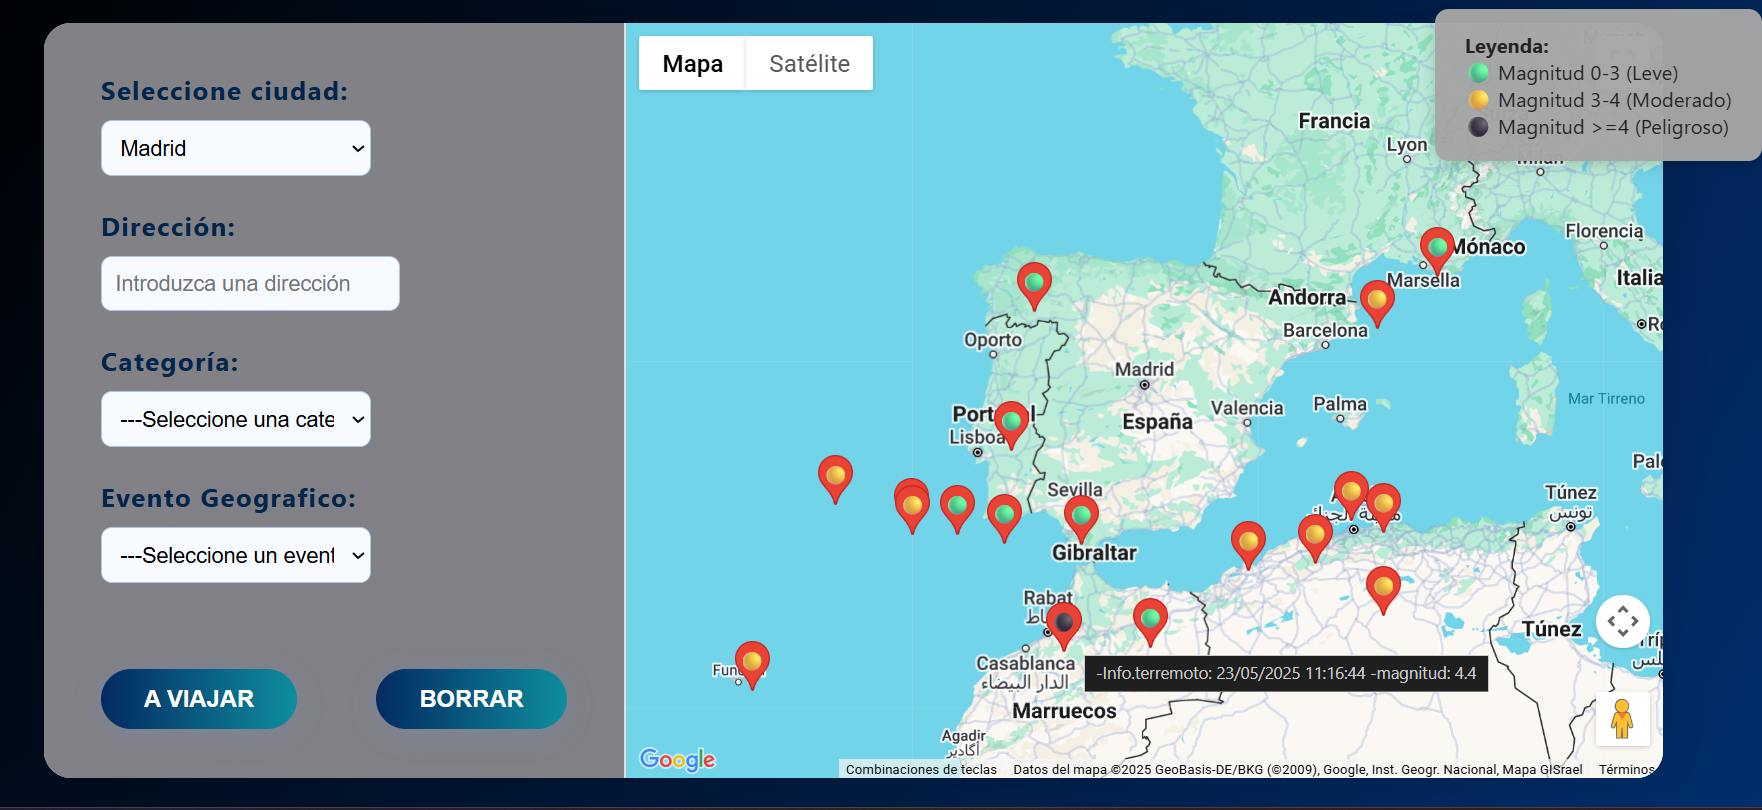 Seleccione ciudad:
Madrid
Dirección:
Introduzca una dirección
Categoría:
---Seleccione una cate
Evento Geografico:
---Seleccione un event
A VIAJAR
BORRAR
Mapa
Satélite
Leyenda:
Magnitud 0-3 (Leve)
Magnitud 3-4 (Moderado)
Magnitud >=4 (Peligroso)
Francia
Lyon
Milán
Florencia
Mónaco
Marsella
Italia
Andorra
Barcelona
Oporto
Madrid
España
Valencia
Palma
Mar Tirreno
Lisboa
Sevilla
Gibraltar
Túnez
تونس
Rabat
Casablanca
الدار البيضاء
Túnez
-Info.terremoto: 23/05/2025 11:16:44 -magnitud: 4.4
Marruecos
Agadir
أكادير
Google
Combinaciones de teclas
Datos del mapa ©2025 GeoBasis-DE/BKG (©2009), Google, Inst. Geogr. Nacional, Mapa GISrael
Términos